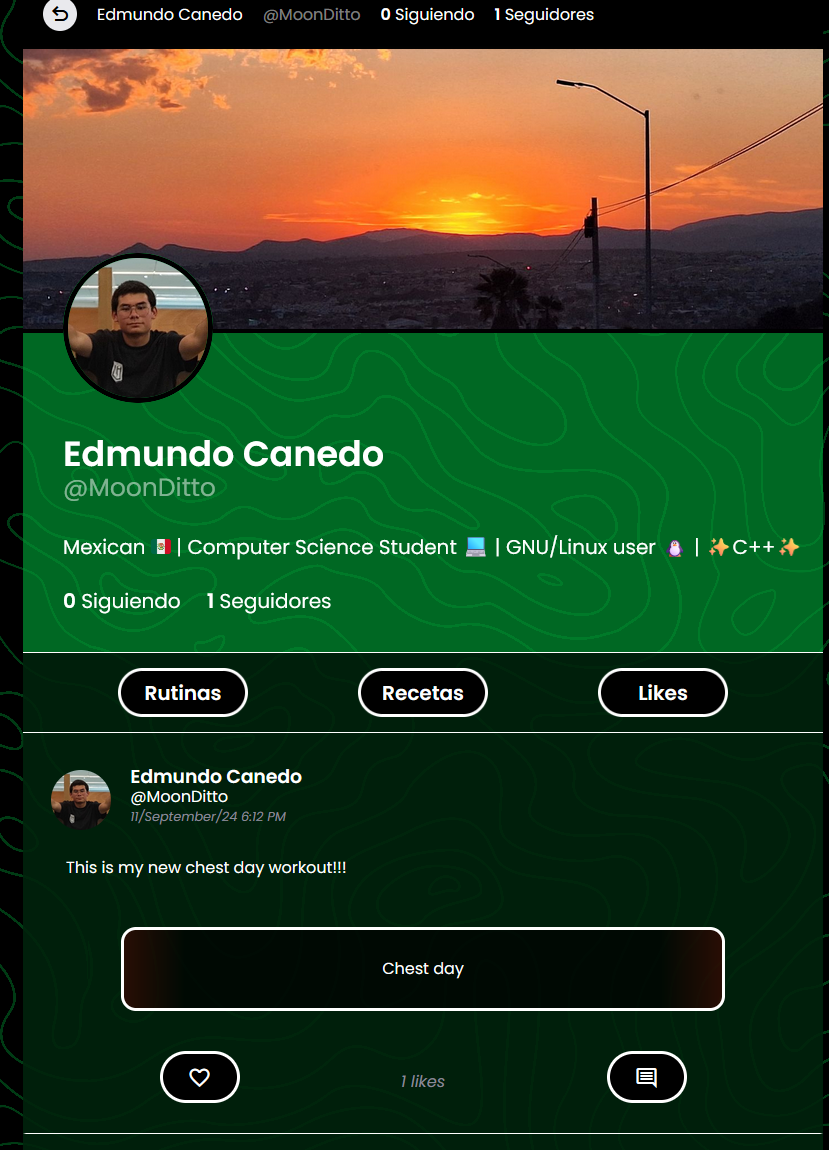 Edmundo Canedo @MoonDitto 0 Siguiendo 1 Seguidores
Edmundo Canedo
@MoonDitto
Mexican 🇲🇽| Computer Science Student 💻 | GNU/Linux user 🐧 | ✨C++✨
0 Siguiendo 1 Seguidores
Rutinas Recetas Likes
Edmundo Canedo
@MoonDitto
11/September/24 6:12 PM
This is my new chest day workout!!!
Chest day
1 likes